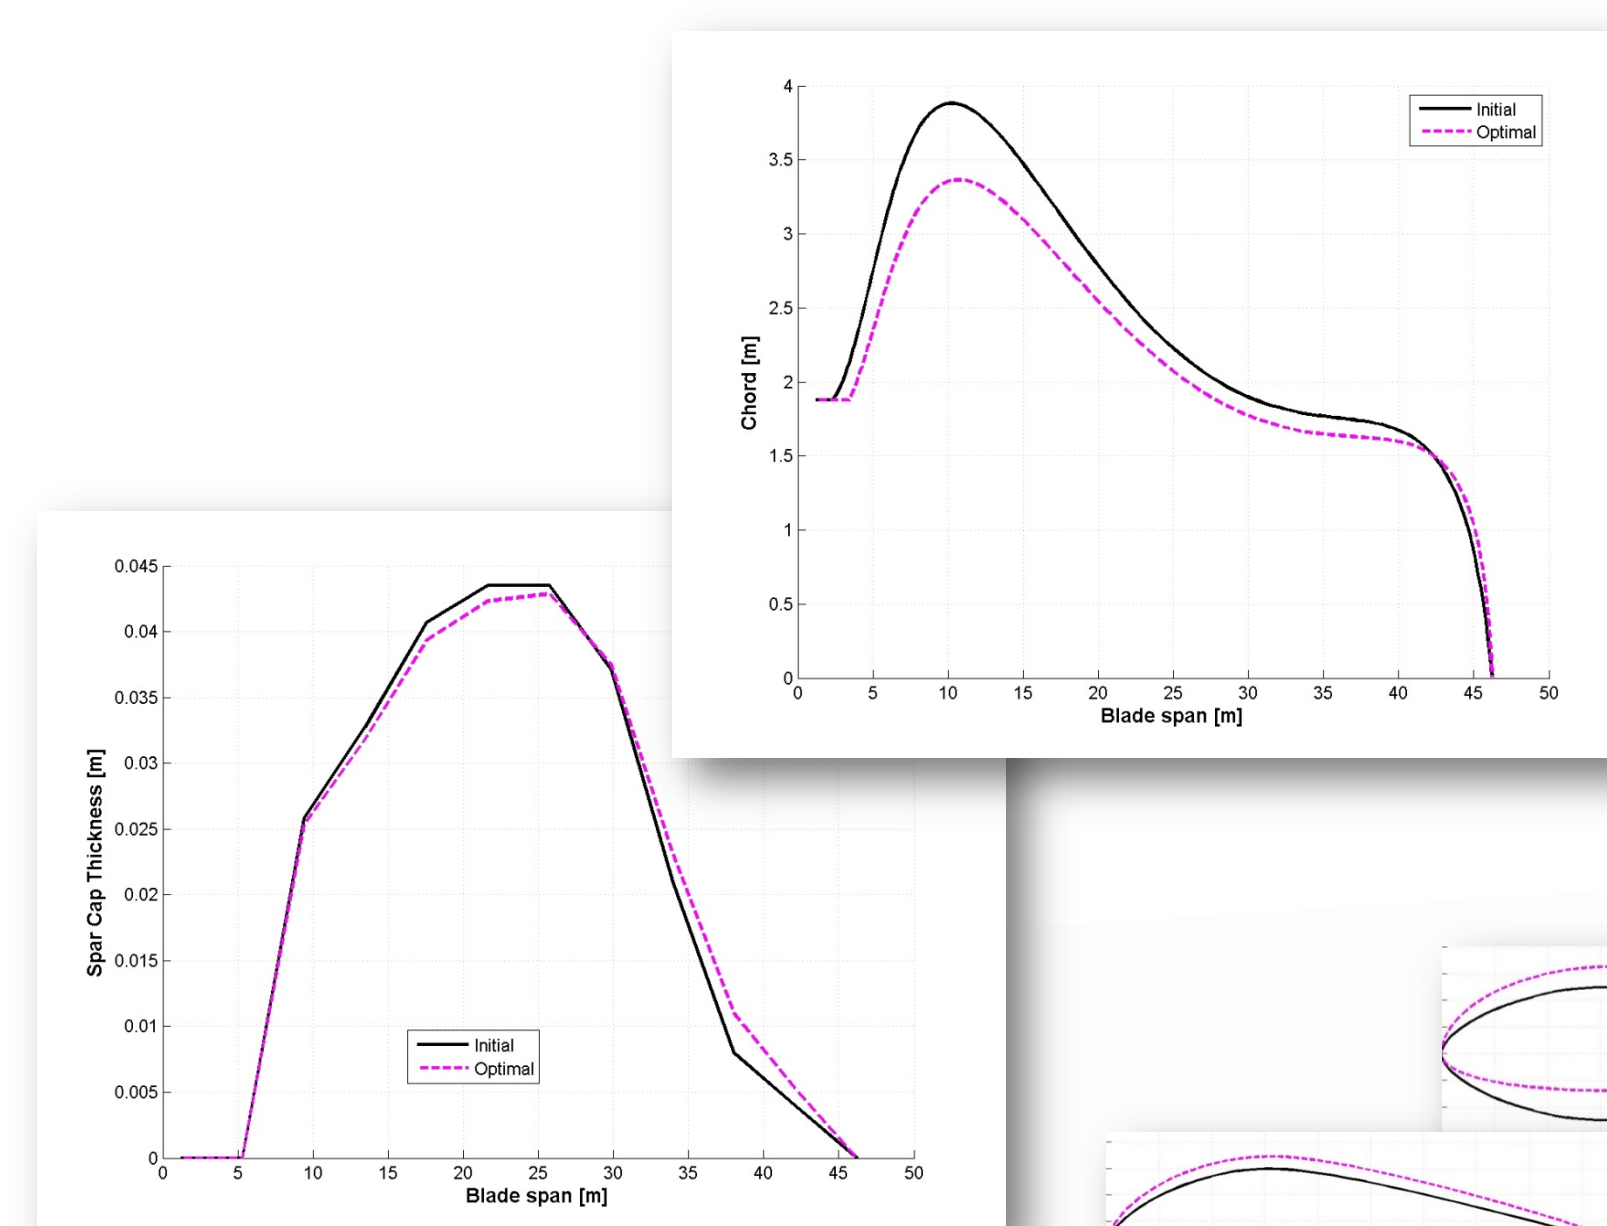 4
3.5
3
2.5
2
1.5
1
0.5
0
Chord [m]
Initial
Optimal
0 5 10 15 20 25 30 35 40 45 50
Blade span [m]
0.045
0.04
0.035
0.03
0.025
0.02
0.015
0.01
0.005
0
Spar Cap Thickness [m]
Initial
Optimal
0 5 10 15 20 25 30 35 40 45 50
Blade span [m]